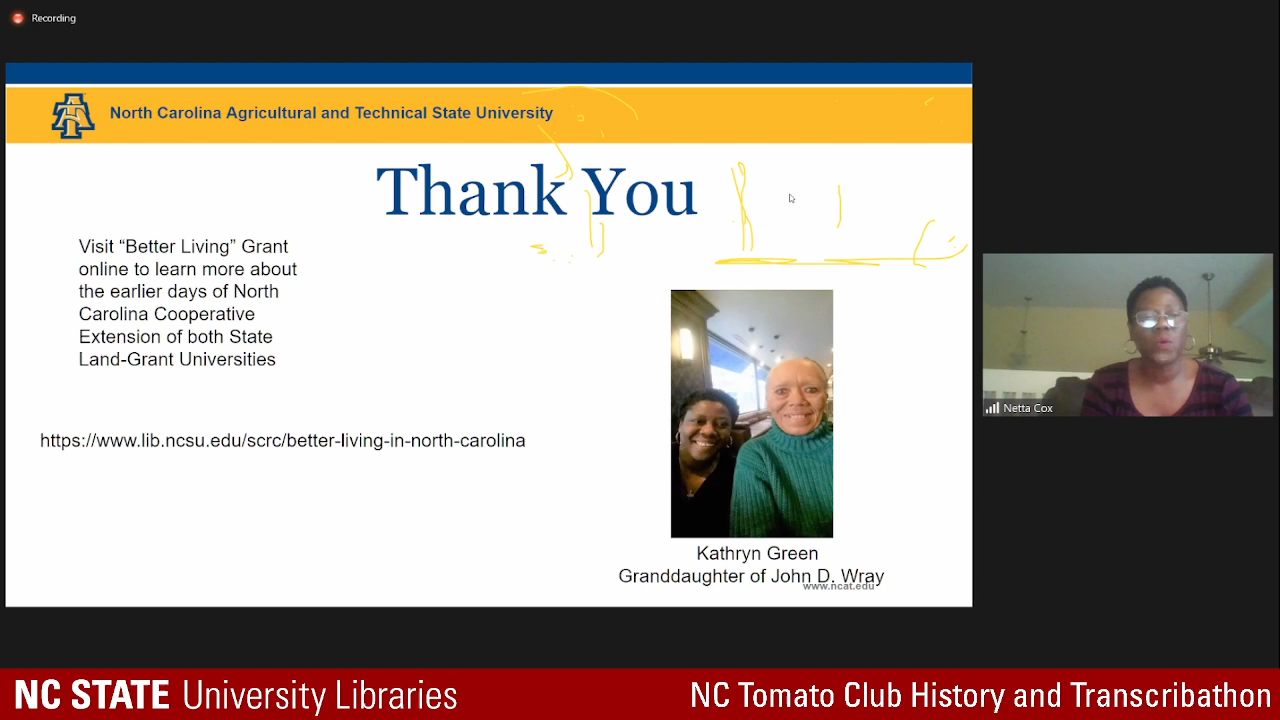 Recording
North Carolina Agricultural and Technical State University
Thank You
Visit “Better Living” Grant
online to learn more about
the earlier days of North
Carolina Cooperative
Extension of both State
Land-Grant Universities
https://www.lib.ncsu.edu/scrc/better-living-in-north-carolina
Kathryn Green
Granddaughter of John D. Wray
www.ncat.edu
Netta Cox
NC STATE University Libraries
NC Tomato Club History and Transcribathon